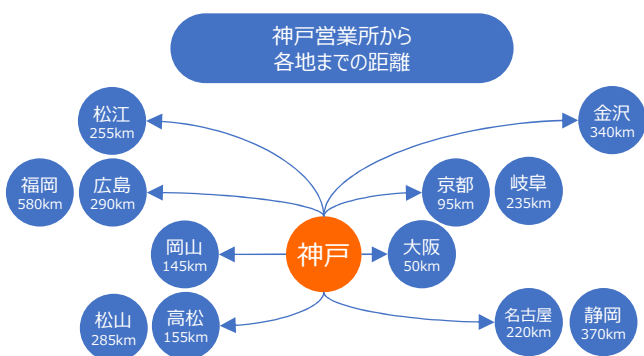 神戸営業所から
各地までの距離
松江
255km
金沢
340km
福岡
580km
広島
290km
京都
95km
岐阜
235km
岡山
145km
神戸
大阪
50km
松山
285km
高松
155km
名古屋
220km
静岡
370km